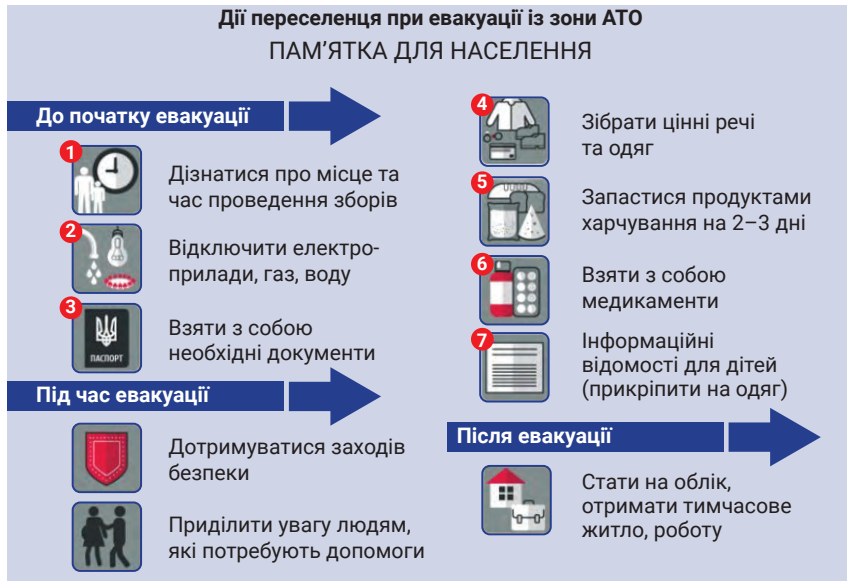 Дії переселенця при евакуації із зони АТО
ПАМ’ЯТКА ДЛЯ НАСЕЛЕННЯ
До початку евакуації
1
Дізнатися про місце та
час проведення зборів
2
Відключити електро-
прилади, газ, воду
3
ПАСПОРТ
Взяти з собою
необхідні документи
4
Зібрати цінні речі
та одяг
5
Запастися продуктами
харчування на 2–3 дні
6
Взяти з собою
медикаменти
7
Інформаційні
відомості для дітей
(прикріпити на одяг)
Під час евакуації
Дотримуватися заходів
безпеки
Приділити увагу людям,
які потребують допомоги
Після евакуації
Стати на облік,
отримати тимчасове
житло, роботу